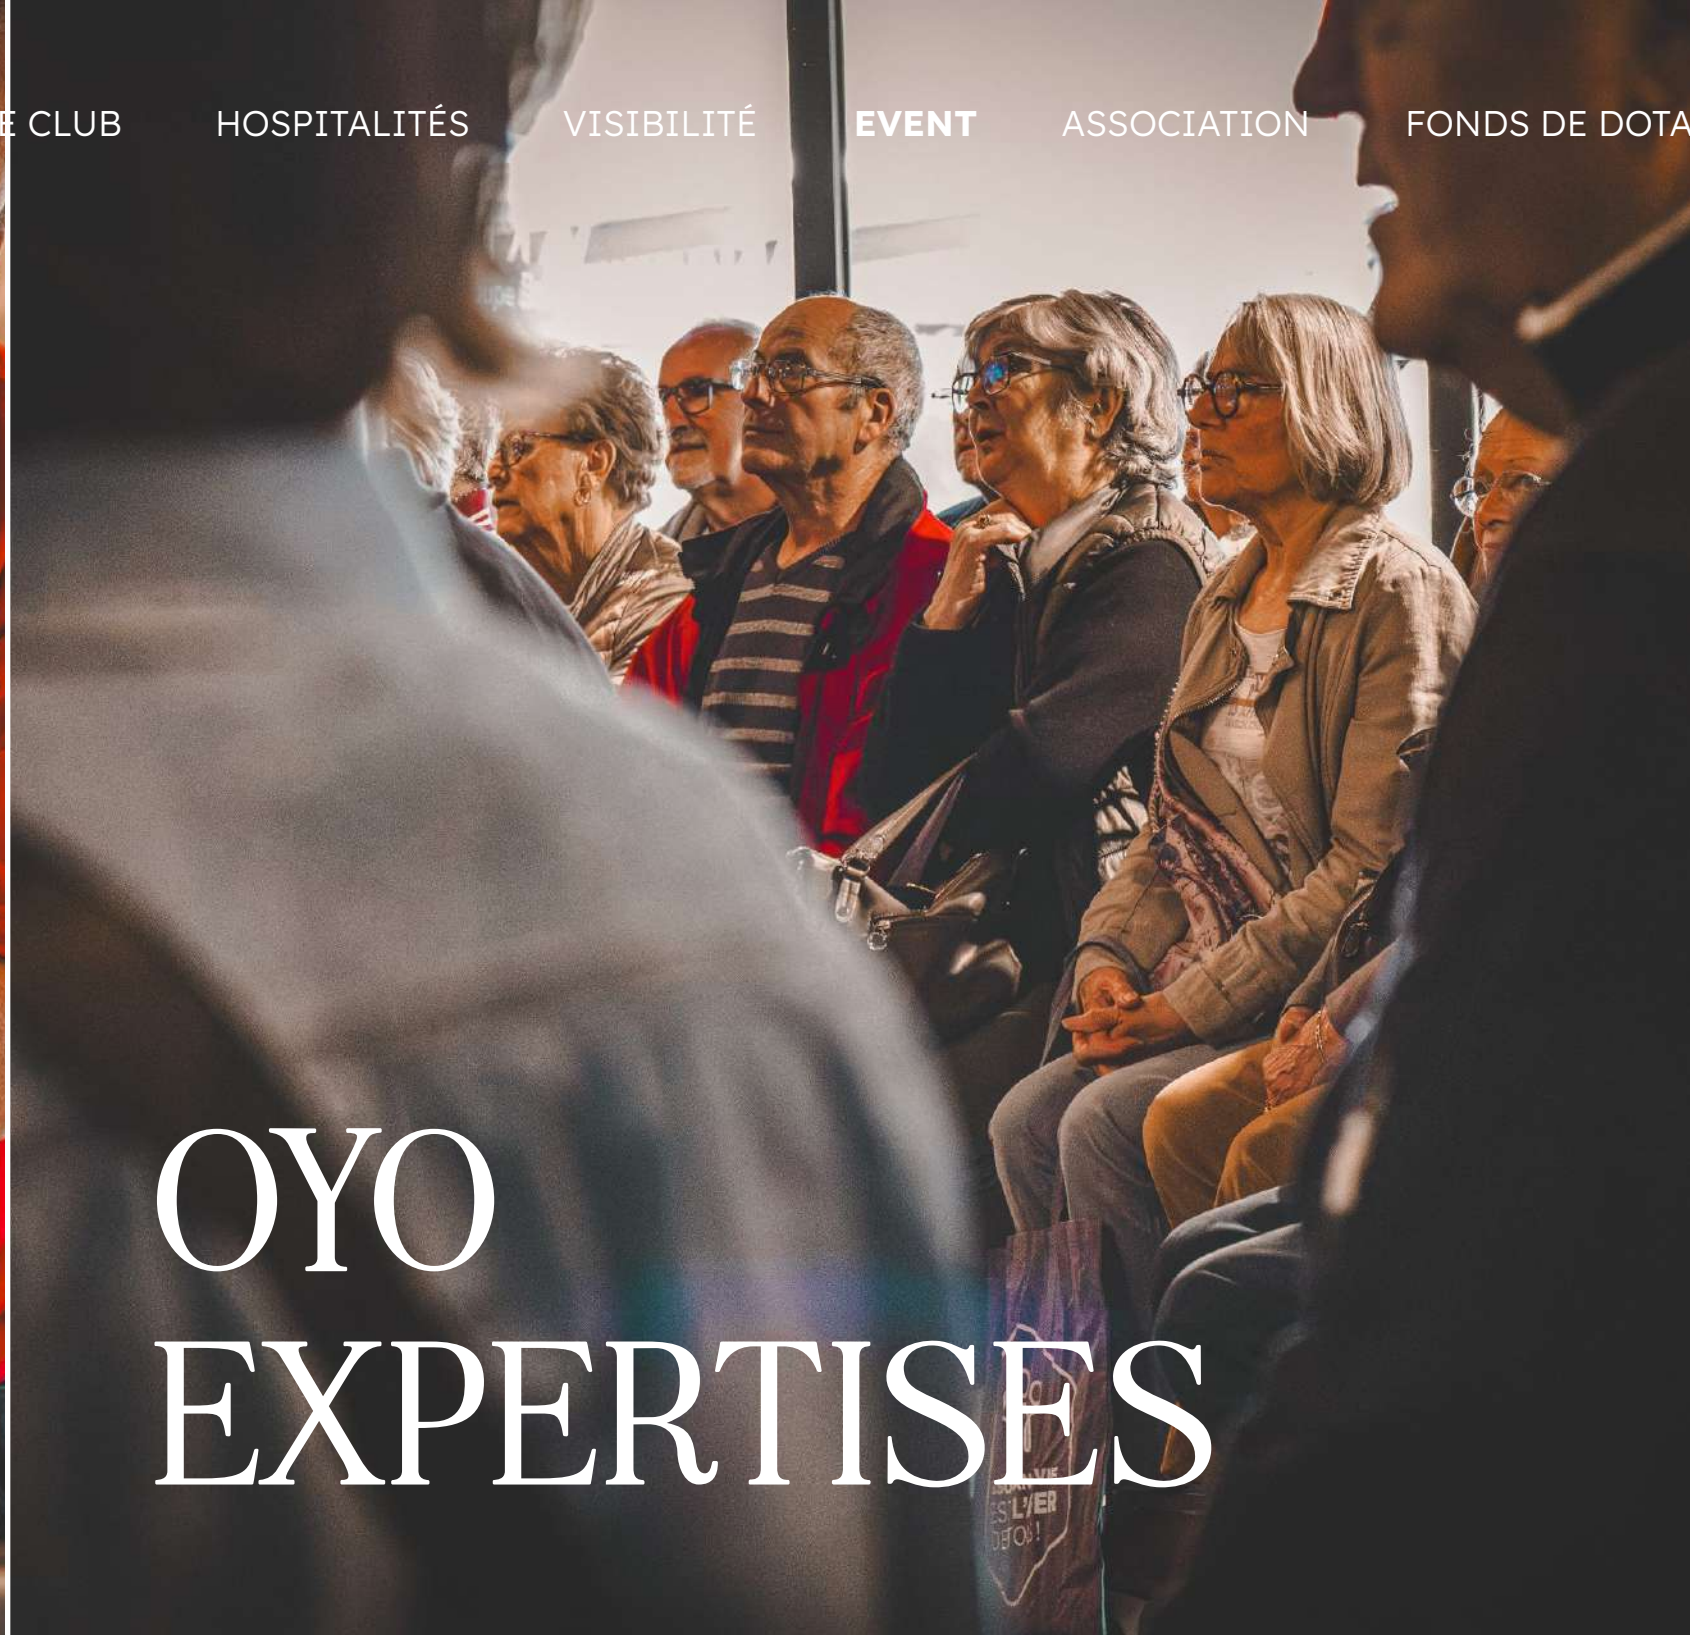 E CLUB HOSPITALITÉS VISIBILITÉ EVENT ASSOCIATION FONDS DE DOTA
OYO
EXPERTISES
L'
!